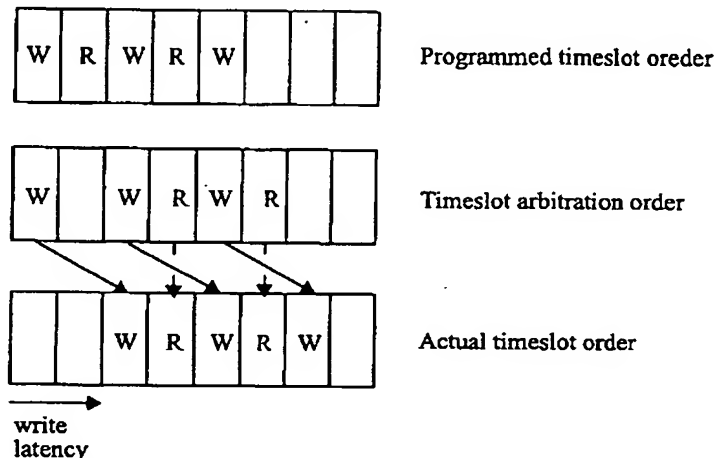 W R W R W Programmed timeslot oreder
W W R W R Timeslot arbitration order
W R W R W Actual timeslot order
write
latency